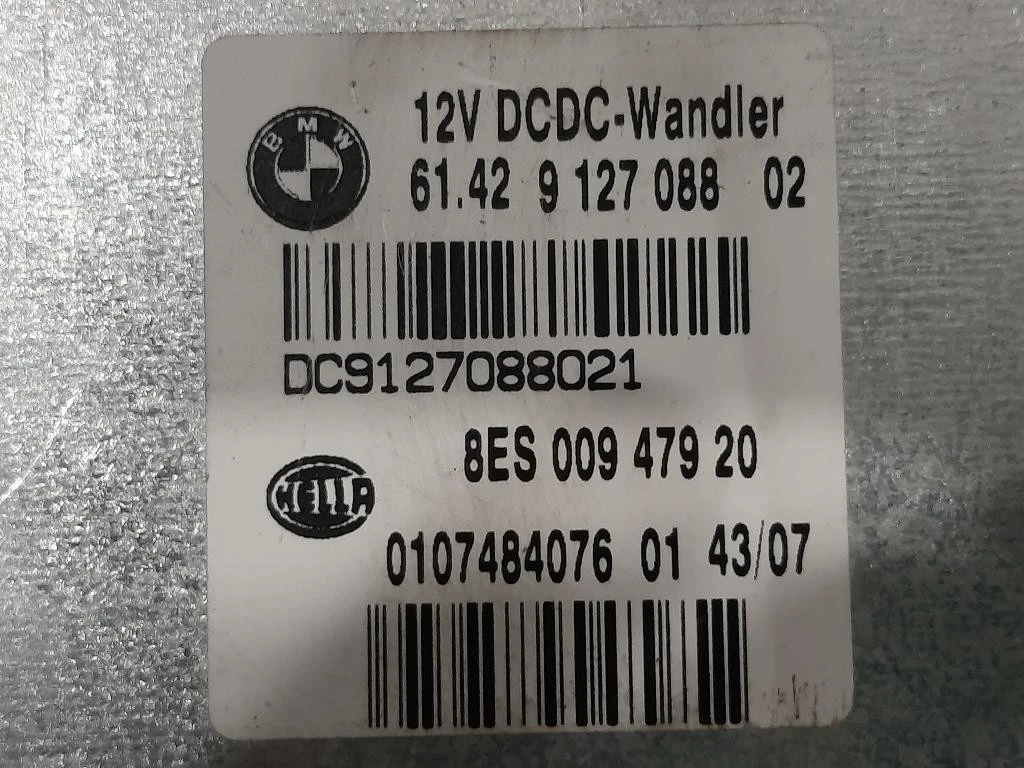 BMW
12V DCDC-Wandler
61.42 9 127 088 02
DC9127088021
8ES 009 479 20
HELLA
0107484076 01 43/07